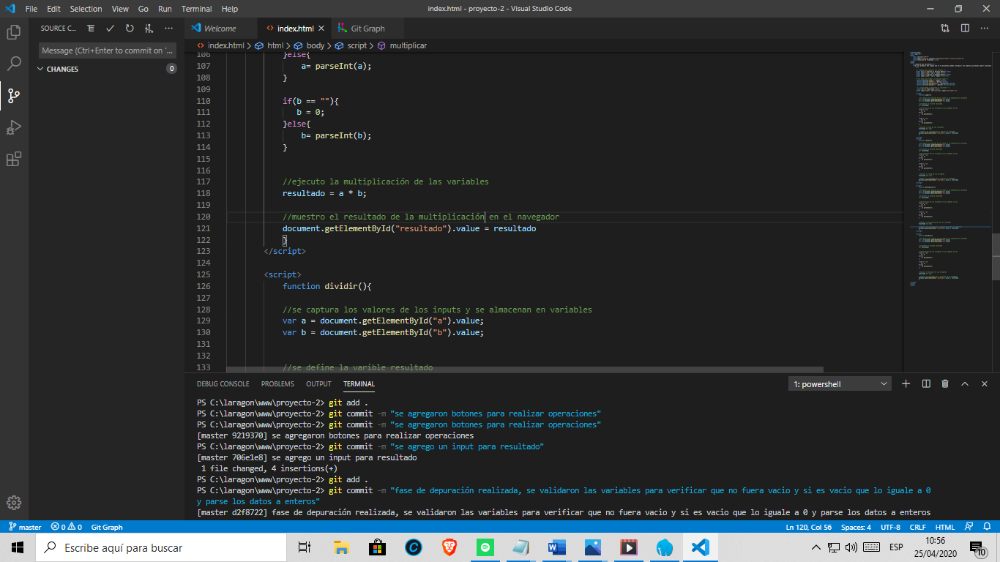 File Edit Selection View Go Run Terminal Help
index.html - proyecto-2 - Visual Studio Code
SOURCE C...
Welcome
index.html
Git Graph
Message (Ctrl+Enter to commit on '...
CHANGES
0
index.html > html > body > script > multiplicar
106 }else{
107 a= parseInt(a);
108 }
109
110 if(b == ""){
111 b = 0;
112 }else{
113 b= parseInt(b);
114 }
115
116
117 //ejecuto la multiplicación de las variables
118 resultado = a * b;
119
120 //muestro el resultado de la multiplicación en el navegador
121 document.getElementById("resultado").value = resultado
122 }
123 </script>
124
125 <script>
126 function dividir(){
127
128 //se captura los valores de los inputs y se almacenan en variables
129 var a = document.getElementById("a").value;
130 var b = document.getElementById("b").value;
131
132
133 //se define la varible resultado
DEBUG CONSOLE PROBLEMS OUTPUT TERMINAL
1: powershell
PS C:\laragon\www\proyecto-2> git add .
PS C:\laragon\www\proyecto-2> git commit -m "se agregaron botones para realizar operaciones"
PS C:\laragon\www\proyecto-2> git commit -m "se agregaron botones para realizar operaciones"
[master 9219370] se agregaron botones para realizar operaciones
PS C:\laragon\www\proyecto-2> git commit -m "se agrego un input para resultado"
[master 706e1e8] se agrego un input para resultado
1 file changed, 4 insertions(+)
PS C:\laragon\www\proyecto-2> git add .
PS C:\laragon\www\proyecto-2> git commit -m "fase de depuración realizada, se validaron las variables para verificar que no fuera vacio y si es vacio que lo iguale a 0
y parse los datos a enteros"
[master d2f8722] fase de depuración realizada, se validaron las variables para verificar que no fuera vacio y si es vacio que lo iguale a 0 y parse los datos a enteros
master
0 0
Git Graph
Ln 120, Col 56 Spaces: 4 UTF-8 CRLF HTML
Escribe aquí para buscar
ESP
10:56
25/04/2020
10